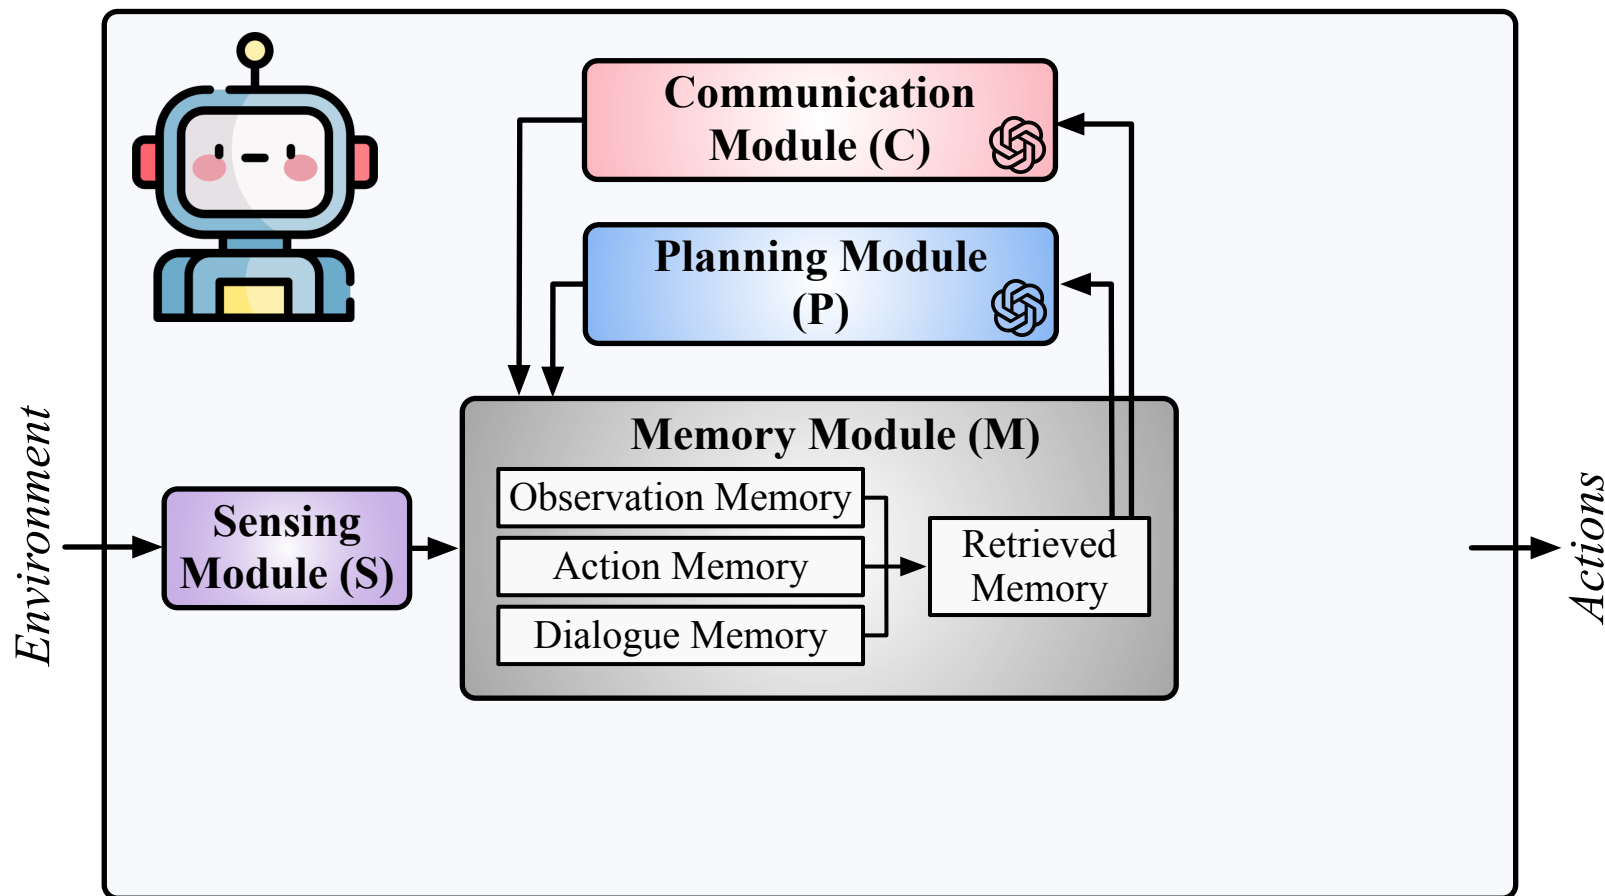 Communication
Module (C)
Planning Module
(P)
Memory Module (M)
Observation Memory
Action Memory
Dialogue Memory
Retrieved
Memory
Sensing
Module (S)
Environment
Actions